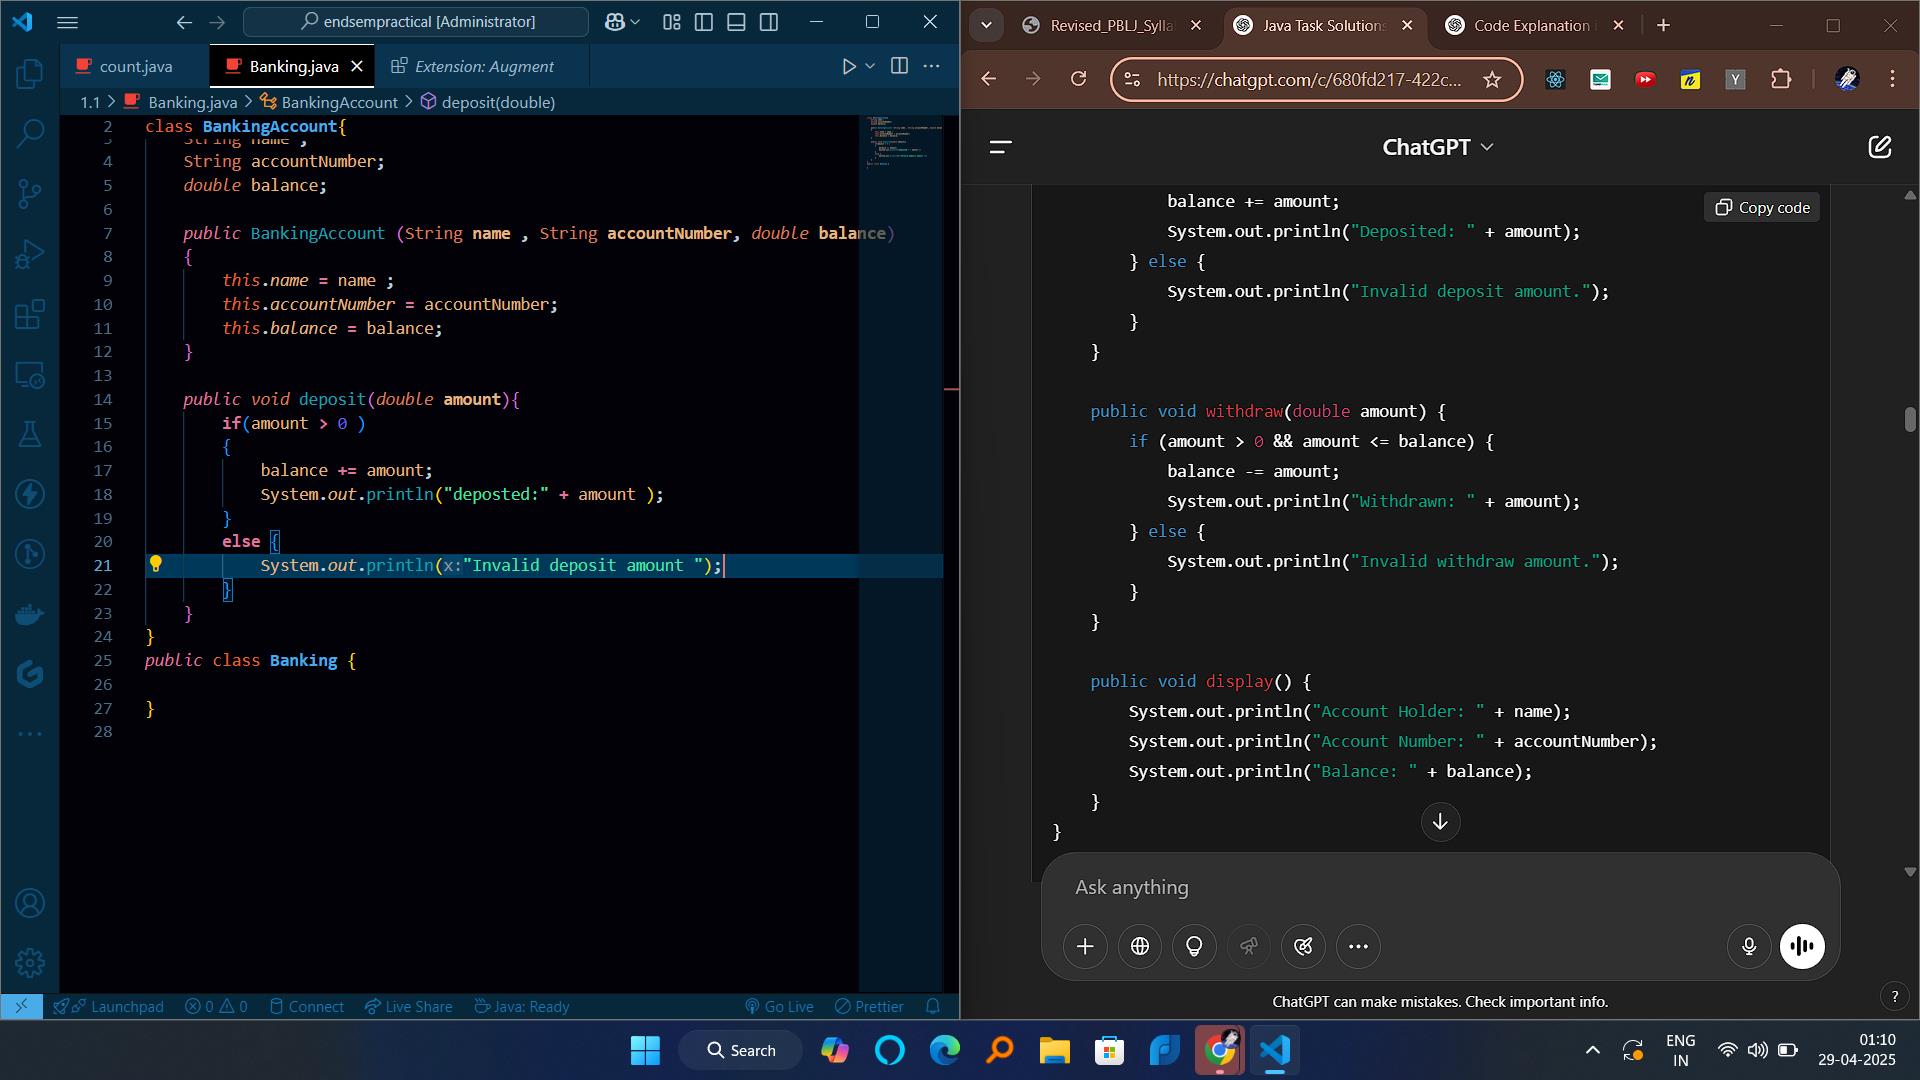 endsempractical [Administrator]
count.java
Banking.java
Extension: Augment
1.1 > Banking.java > BankingAccount > deposit(double)
2 class BankingAccount{
3 String name ;
4 String accountNumber;
5 double balance;
6
7 public BankingAccount (String name , String accountNumber, double balance)
8 {
9 this.name = name ;
10 this.accountNumber = accountNumber;
11 this.balance = balance;
12 }
13
14 public void deposit(double amount){
15 if(amount > 0 )
16 {
17 balance += amount;
18 System.out.println("deposted:" + amount );
19 }
20 else {
21 System.out.println(x:"Invalid deposit amount ");
22 }
23 }
24 }
25 public class Banking {
26
27 }
28
Launchpad 0 0 Connect Live Share Java: Ready Go Live Prettier
Revised_PBLJ_Sylla
Java Task Solutions
Code Explanation
https://chatgpt.com/c/680fd217-422c...
ChatGPT
Copy code
balance += amount;
System.out.println("Deposited: " + amount);
} else {
System.out.println("Invalid deposit amount.");
}
}
public void withdraw(double amount) {
if (amount > 0 && amount <= balance) {
balance -= amount;
System.out.println("Withdrawn: " + amount);
} else {
System.out.println("Invalid withdraw amount.");
}
}
public void display() {
System.out.println("Account Holder: " + name);
System.out.println("Account Number: " + accountNumber);
System.out.println("Balance: " + balance);
}
}
Ask anything
ChatGPT can make mistakes. Check important info.
?
Search
ENG
IN
01:10
29-04-2025